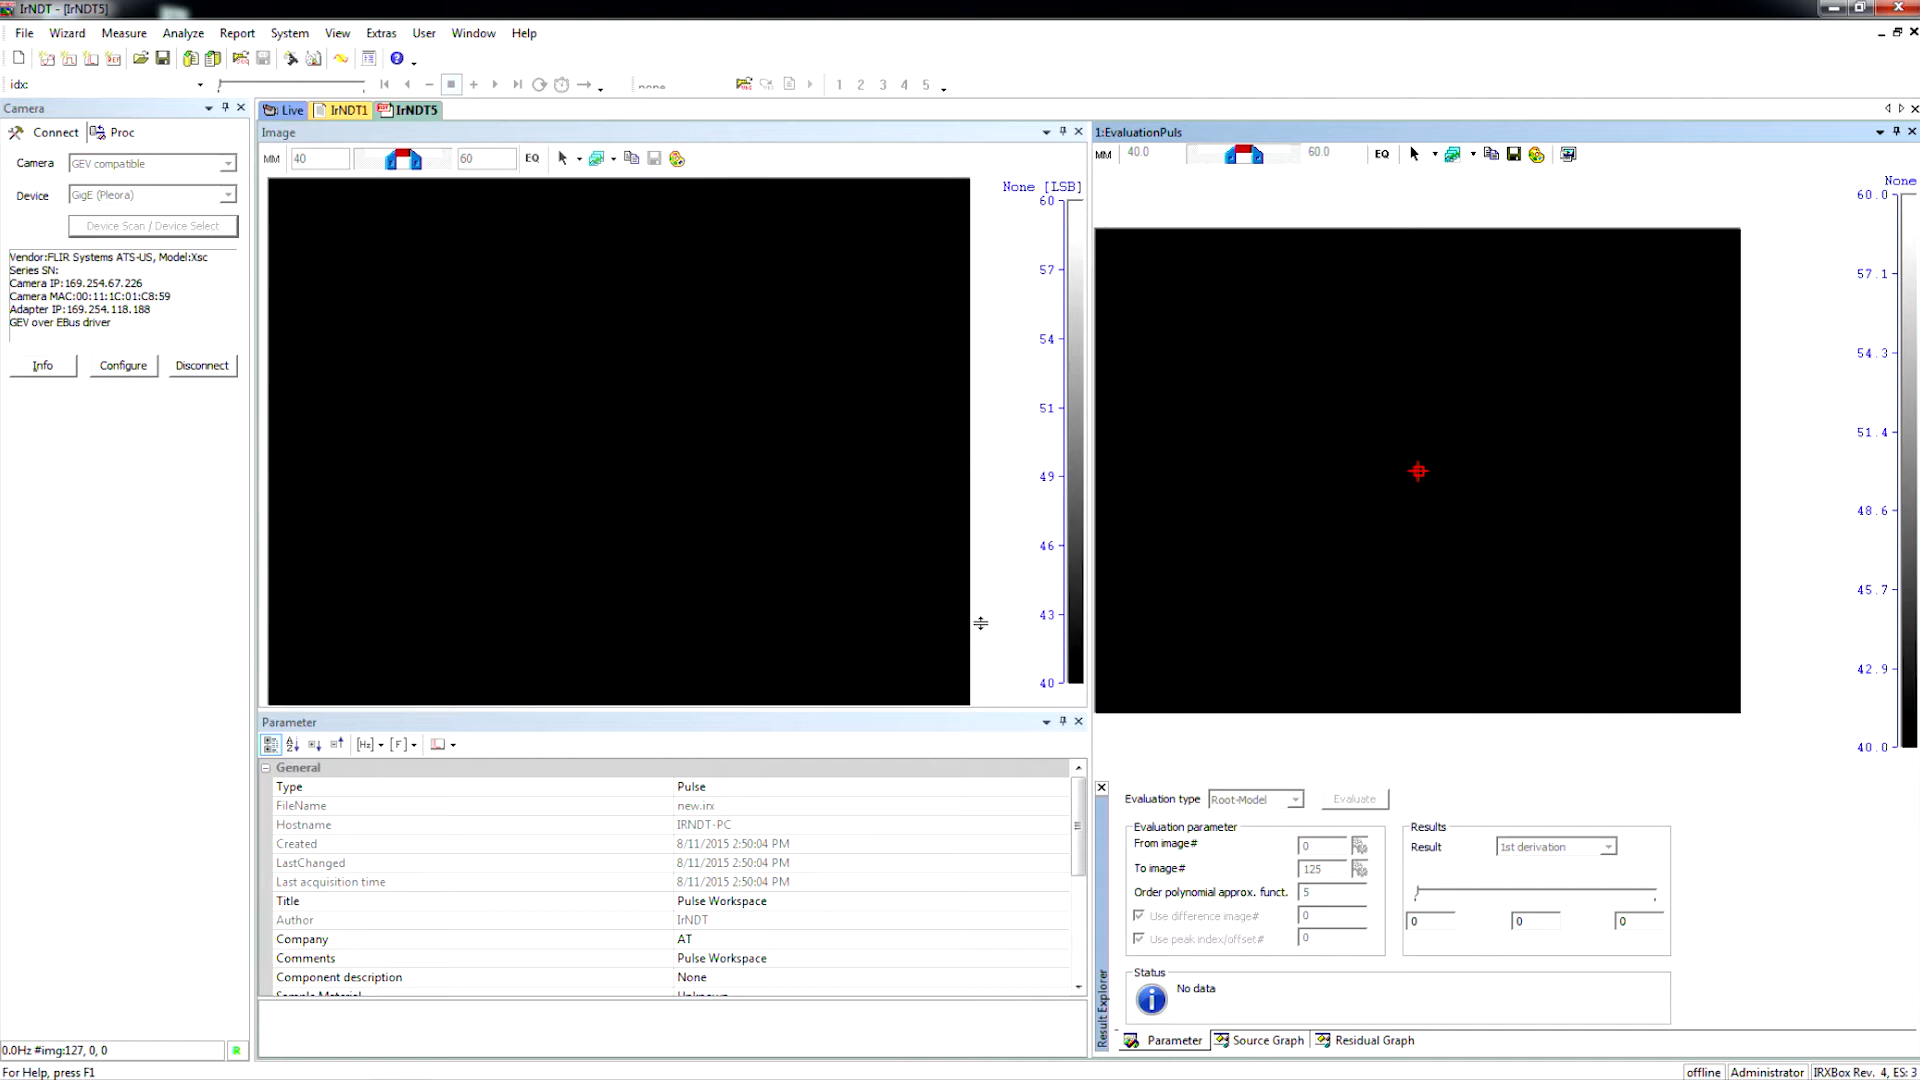 IrNDT - [IrNDT5]
File Wizard Measure Analyze Report System View Extras User Window Help
idx: none 1 2 3 4 5
Camera
Live IrNDT1 IrNDT5
Connect Proc
Image
1:EvaluationPuls
MM 40 60 EQ
MM 40.0 60.0 EQ
Camera GEV compatible
Device GigE (Pleora)
Device Scan / Device Select
Vendor:FLIR Systems ATS-US, Model:Xsc
Series SN:
Camera IP:169.254.67.226
Camera MAC:00:11:1C:01:C8:59
Adapter IP:169.254.118.188
GEV over EBus driver
Info Configure Disconnect
None [LSB]
60
57
54
51
49
46
43
40
None
60.0
57.1
54.3
51.4
48.6
45.7
42.9
40.0
Parameter
[Hz] [F]
General
Type Pulse
FileName new.irx
Hostname IRNDT-PC
Created 8/11/2015 2:50:04 PM
LastChanged 8/11/2015 2:50:04 PM
Last acquisition time 8/11/2015 2:50:04 PM
Title Pulse Workspace
Author IrNDT
Company AT
Comments Pulse Workspace
Component description None
Sample Material Unknown
Result Explorer
Evaluation type Root-Model Evaluate
Evaluation parameter
From image# 0
To image# 125
Order polynomial approx. funct. 5
Use difference image# 0
Use peak index/offset# 0
Results
Result 1st derivation
0 0 0
Status
No data
Parameter Source Graph Residual Graph
0.0Hz #img:127, 0, 0 R
For Help, press F1
offline Administrator IRXBox Rev. 4, ES: 3